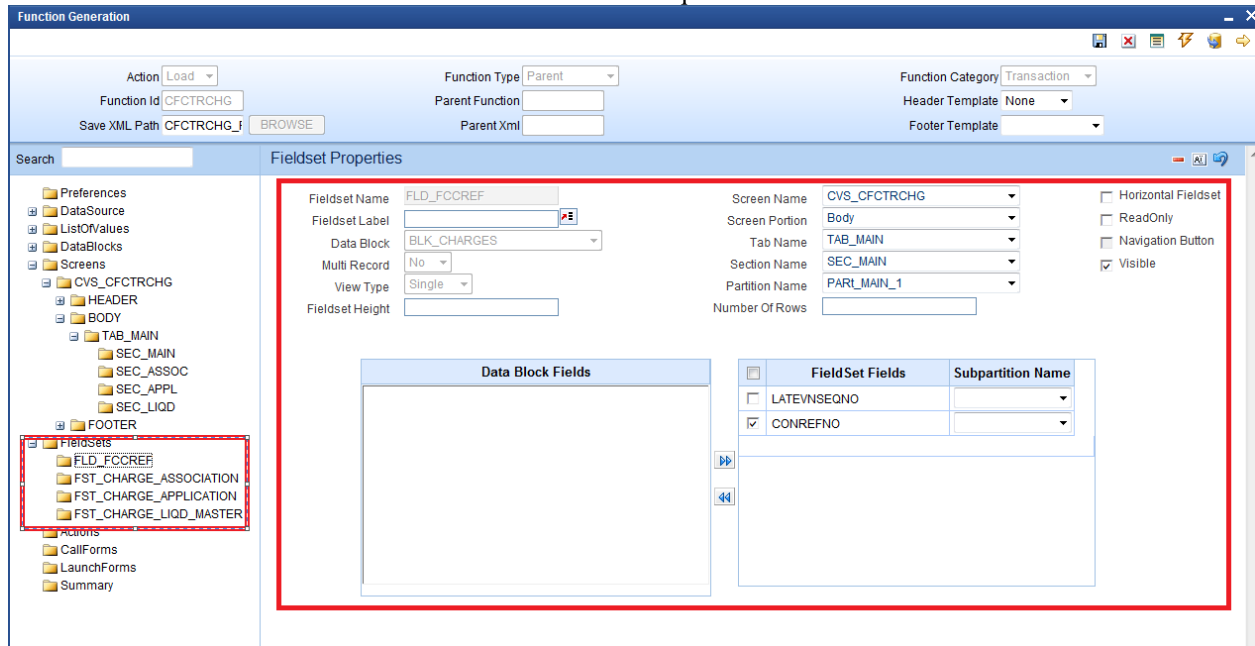 Function Generation
Action Load Function Type Parent Function Category Transaction
Function Id CFCTRCHG Parent Function Header Template None
Save XML Path CFCTRCHG_F BROWSE Parent Xml Footer Template
Search Fieldset Properties
Preferences
DataSource
ListOfValues
DataBlocks
Screens
CVS_CFCTRCHG
HEADER
BODY
TAB_MAIN
SEC_MAIN
SEC_ASSOC
SEC_APPL
SEC_LIQD
FOOTER
FieldSets
FLD_FCCREF
FST_CHARGE_ASSOCIATION
FST_CHARGE_APPLICATION
FST_CHARGE_LIQD_MASTER
Actions
CallForms
LaunchForms
Summary
Fieldset Name FLD_FCCREF Screen Name CVS_CFCTRCHG Horizontal Fieldset
Fieldset Label Screen Portion Body ReadOnly
Data Block BLK_CHARGES Tab Name TAB_MAIN Navigation Button
Multi Record No Section Name SEC_MAIN Visible
View Type Single Partition Name PARt_MAIN_1
Fieldset Height Number Of Rows
Data Block Fields FieldSet Fields Subpartition Name
LATEVNSEQNO
CONREFNO